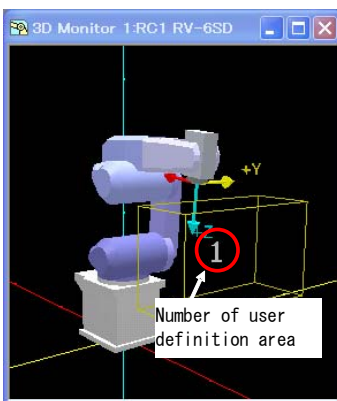 3D Monitor 1:RC1 RV-6SD
+Y
+Z
1
Number of user
definition area